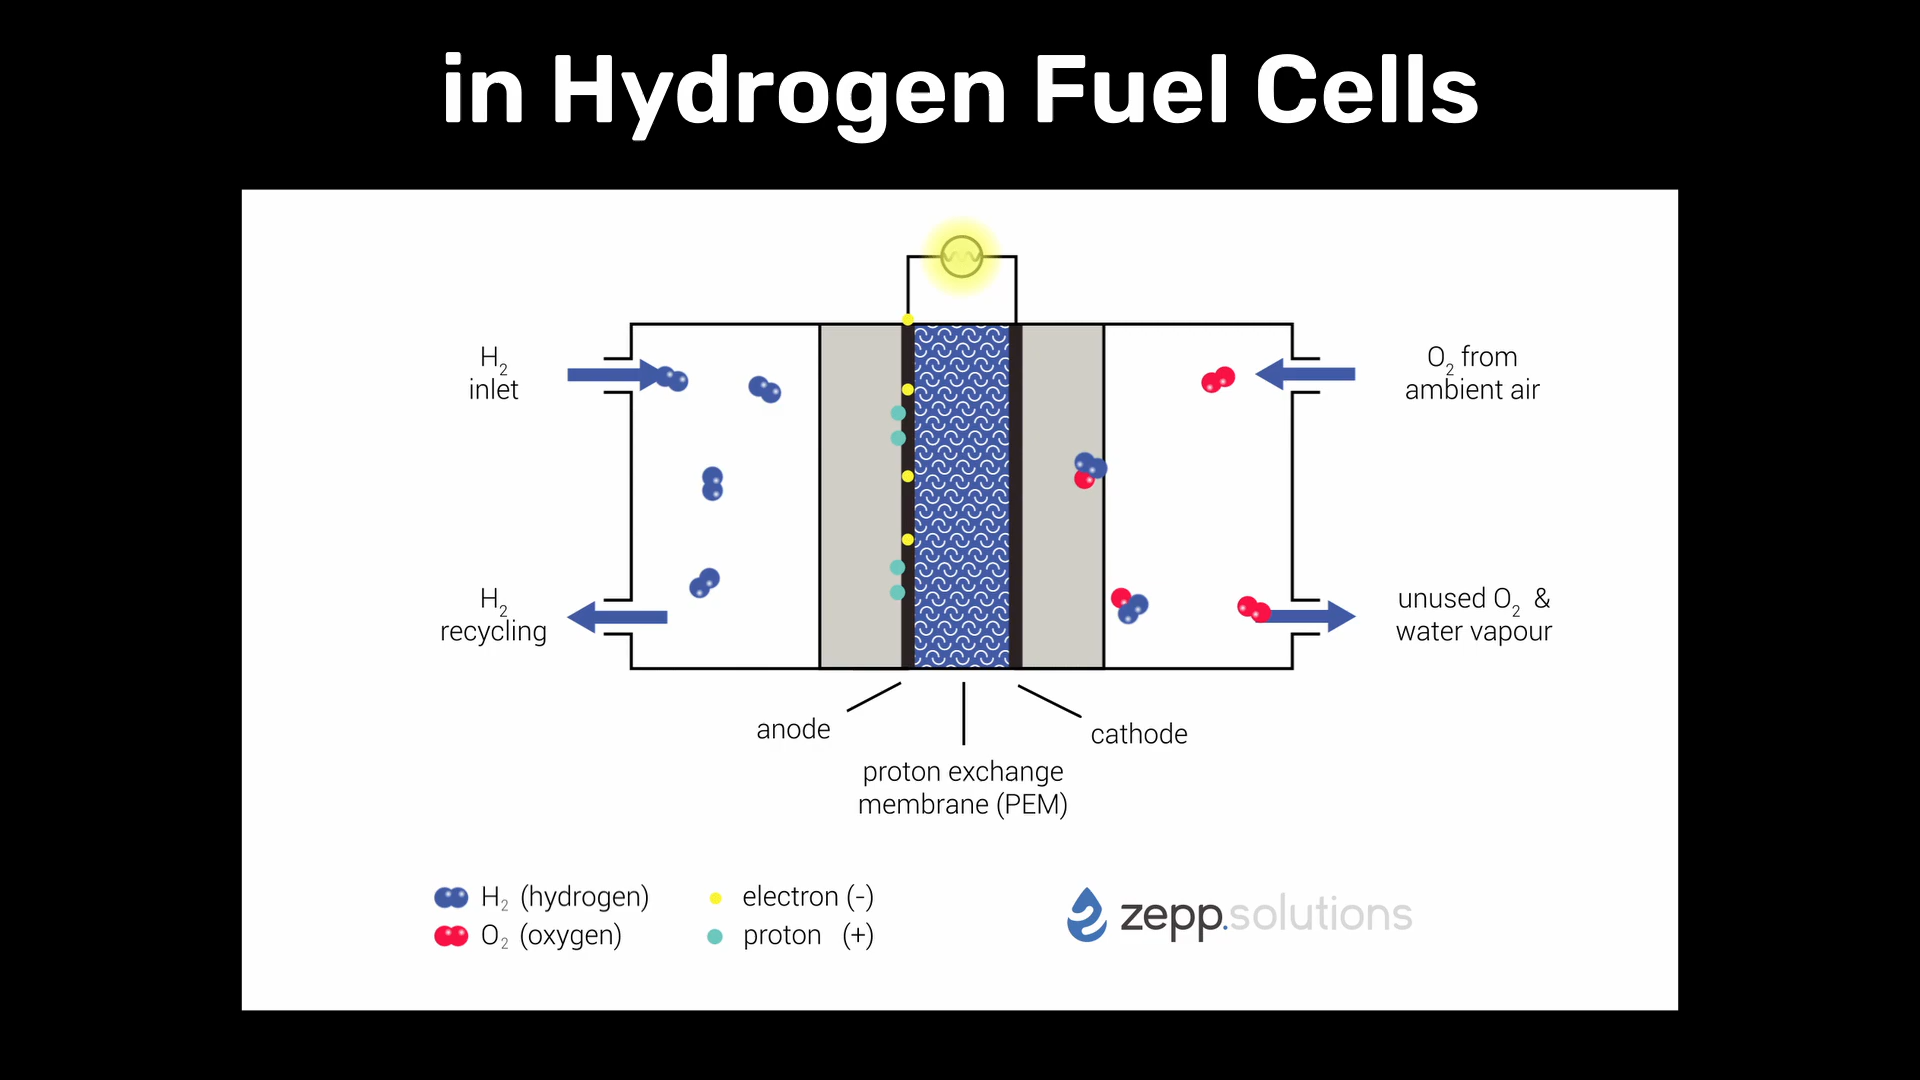 in Hydrogen Fuel Cells
H₂
inlet
O₂ from
ambient air
H₂
recycling
unused O₂ &
water vapour
anode
cathode
proton exchange
membrane (PEM)
H₂ (hydrogen)
O₂ (oxygen)
electron (-)
proton (+)
zepp.solutions